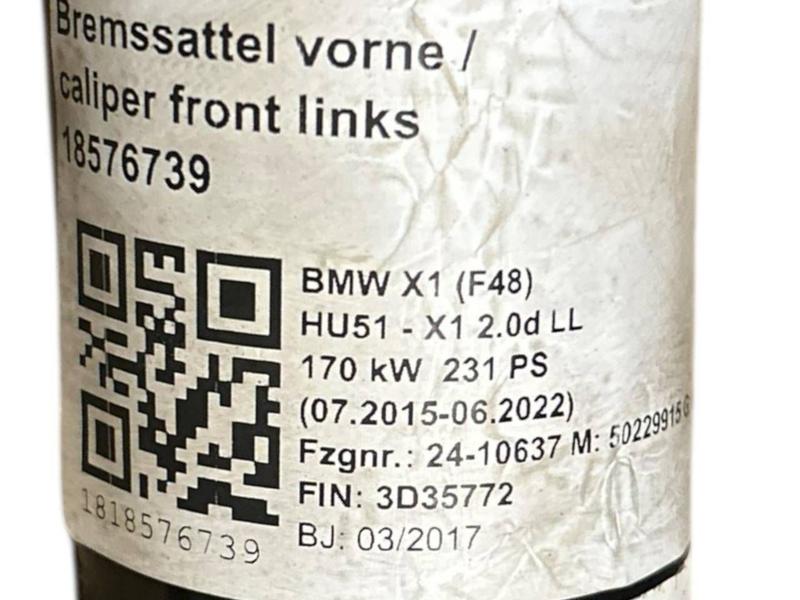 Bremssattel vorne /
caliper front links
18576739
BMW X1 (F48)
HU51 - X1 2.0d LL
170 kW 231 PS
(07.2015-06.2022)
Fzgnr.: 24-10637 M: 50229915
FIN: 3D35772
BJ: 03/2017
1818576739